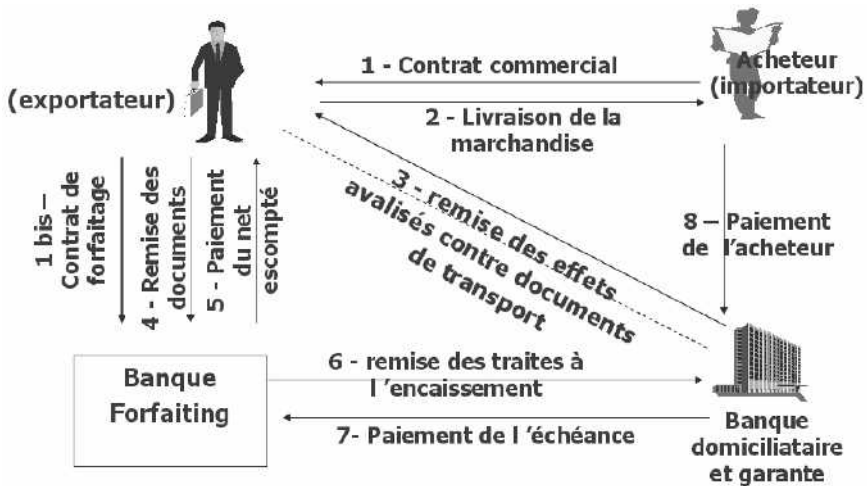 1 - Contrat commercial
Acheteur
(importateur)
(exportateur)
2 - Livraison de la
marchandise
1 bis –
Contrat de
forfaitage
4 - Remise des
documents
5 - Paiement
du net
escompté
3 - remise des effets
avalisés contre documents
de transport
8 – Paiement
de l'acheteur
Banque
Forfaiting
6 - remise des traites à
l 'encaissement
7- Paiement de l 'échéance
Banque
domiciliataire
et garante